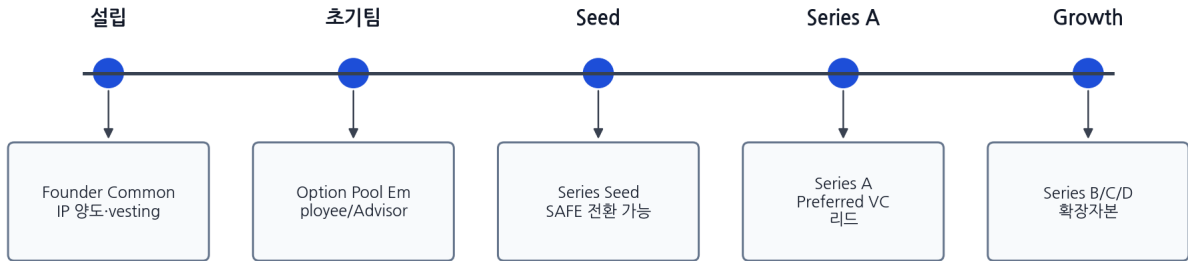 설립
초기팀
Seed
Series A
Growth
Founder Common
IP 양도·vesting
Option Pool Em
ployee/Advisor
Series Seed
SAFE 전환 가능
Series A
Preferred VC
리드
Series B/C/D
확장자본